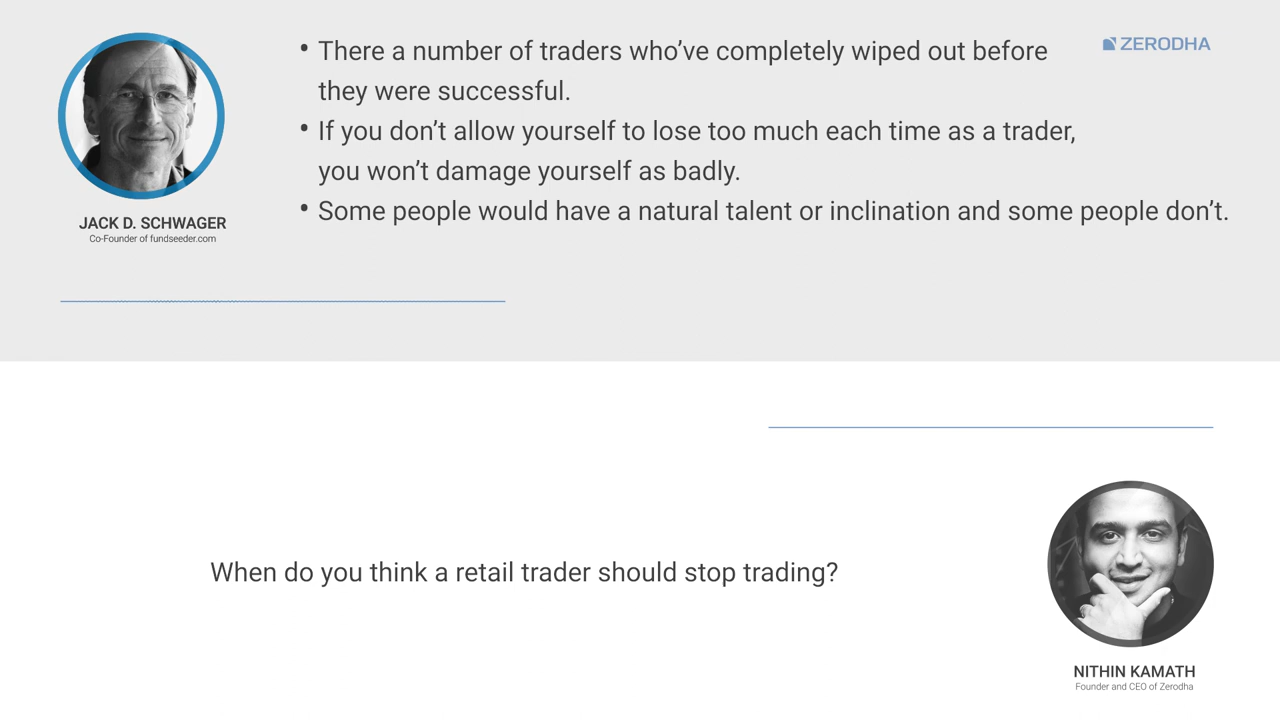 • There a number of traders who’ve completely wiped out before
they were successful.
• If you don’t allow yourself to lose too much each time as a trader,
you won’t damage yourself as badly.
• Some people would have a natural talent or inclination and some people don’t.
ZERODHA
JACK D. SCHWAGER
Co-Founder of fundseeder.com
When do you think a retail trader should stop trading?
NITHIN KAMATH
Founder and CEO of Zerodha